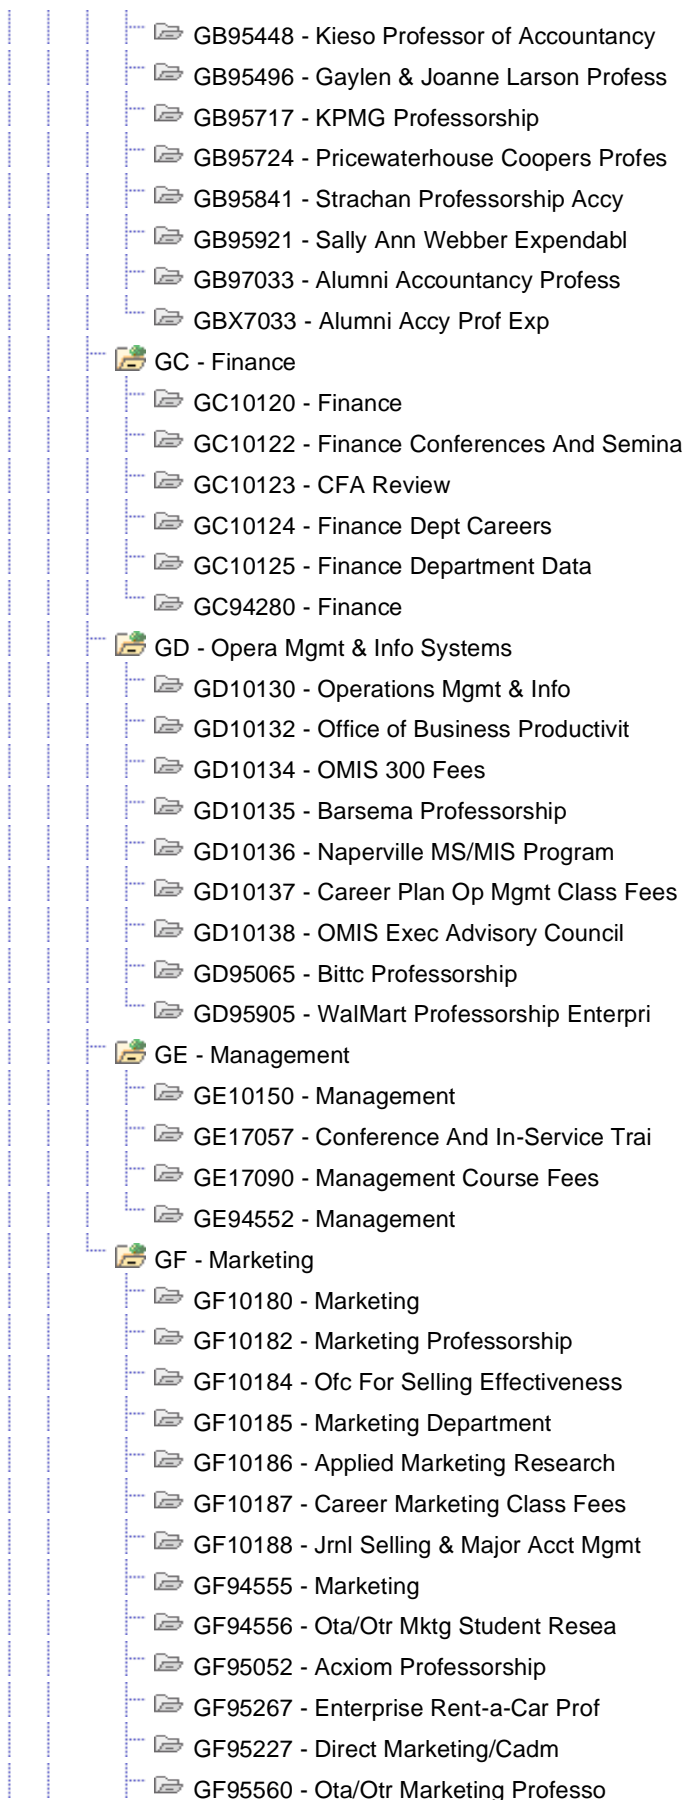 GB95448 - Kieso Professor of Accountancy
GB95496 - Gaylen & Joanne Larson Profess
GB95717 - KPMG Professorship
GB95724 - Pricewaterhouse Coopers Profes
GB95841 - Strachan Professorship Accy
GB95921 - Sally Ann Webber Expendabl
GB97033 - Alumni Accountancy Profess
GBX7033 - Alumni Accy Prof Exp
GC - Finance
GC10120 - Finance
GC10122 - Finance Conferences And Semina
GC10123 - CFA Review
GC10124 - Finance Dept Careers
GC10125 - Finance Department Data
GC94280 - Finance
GD - Opera Mgmt & Info Systems
GD10130 - Operations Mgmt & Info
GD10132 - Office of Business Productivit
GD10134 - OMIS 300 Fees
GD10135 - Barsema Professorship
GD10136 - Naperville MS/MIS Program
GD10137 - Career Plan Op Mgmt Class Fees
GD10138 - OMIS Exec Advisory Council
GD95065 - Bittc Professorship
GD95905 - WalMart Professorship Enterpri
GE - Management
GE10150 - Management
GE17057 - Conference And In-Service Trai
GE17090 - Management Course Fees
GE94552 - Management
GF - Marketing
GF10180 - Marketing
GF10182 - Marketing Professorship
GF10184 - Ofc For Selling Effectiveness
GF10185 - Marketing Department
GF10186 - Applied Marketing Research
GF10187 - Career Marketing Class Fees
GF10188 - Jrnl Selling & Major Acct Mgmt
GF94555 - Marketing
GF94556 - Ota/Otr Mktg Student Resea
GF95052 - Acxiom Professorship
GF95267 - Enterprise Rent-a-Car Prof
GF95227 - Direct Marketing/Cadm
GF95560 - Ota/Otr Marketing Professo